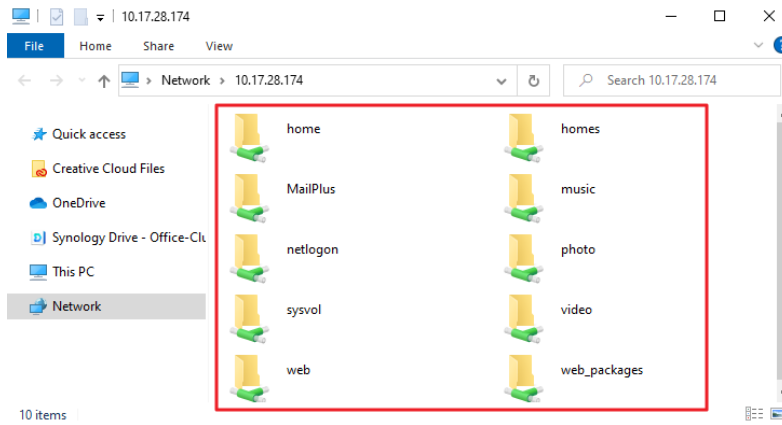 10.17.28.174
File Home Share View
Network 10.17.28.174
Search 10.17.28.174
Quick access
Creative Cloud Files
OneDrive
Synology Drive - Office-Clu
This PC
Network
home homes
MailPlus music
netlogon photo
sysvol video
web web_packages
10 items